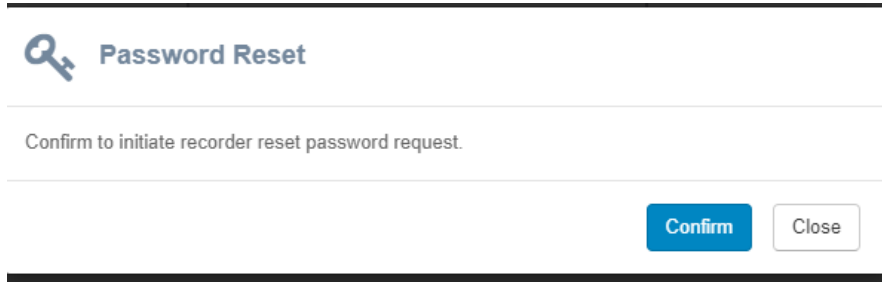 Password Reset
Confirm to initiate recorder reset password request.
Confirm Close